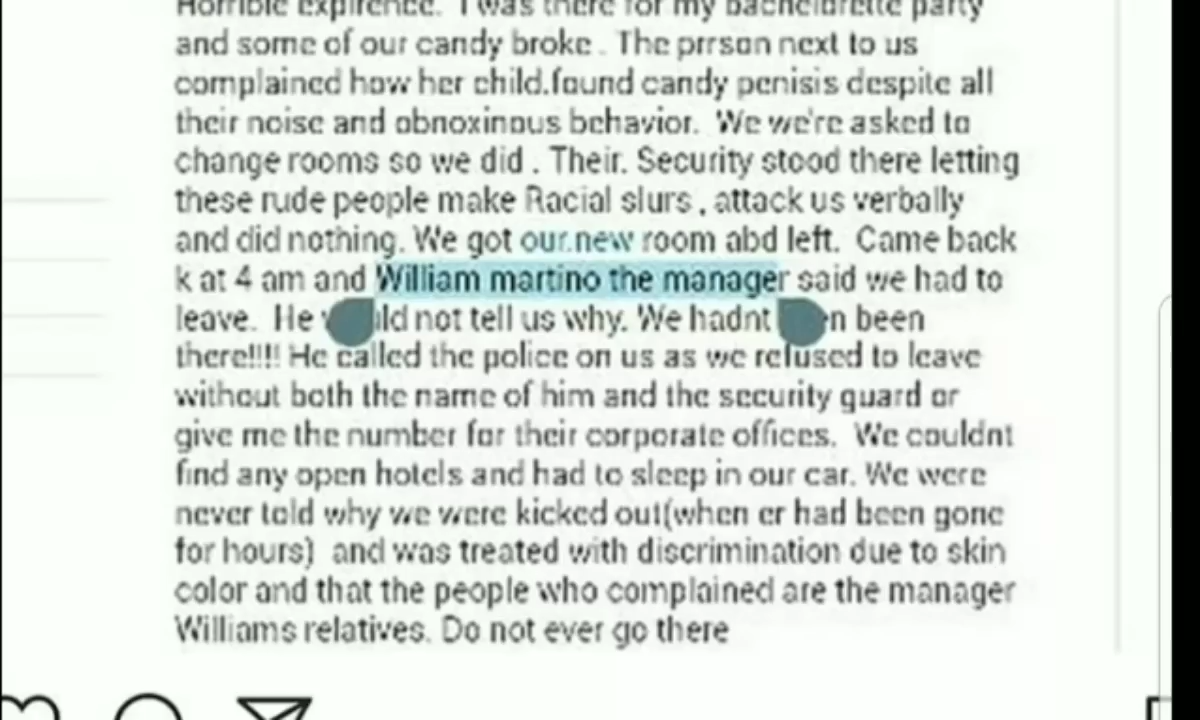 Horrible expirence. I was there for my bachelorette party
and some of our candy broke . The prrson next to us
complained how her child.found candy penisis despite all
their noise and obnoxinous behavior. We we're asked to
change rooms so we did . Their. Security stood there letting
these rude people make Racial slurs , attack us verbally
and did nothing. We got our.new room abd left. Came back
k at 4 am and William martino the manager said we had to
leave. He not tell us why. We hadnt been
there!!!! He called the police on us as we refused to leave
without both the name of him and the security guard or
give me the number for their corporate offices. We couldnt
find any open hotels and had to sleep in our car. We were
never told why we were kicked out(when er had been gone
for hours) and was treated with discrimination due to skin
color and that the people who complained are the manager
Williams relatives. Do not ever go there